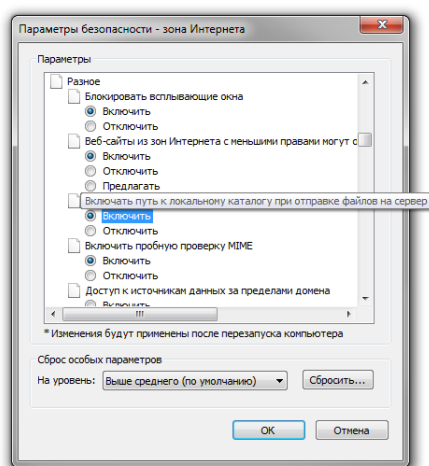 Параметры безопасности - зона Интернета
Параметры
Разное
Блокировать всплывающие окна
Включить
Отключить
Веб-сайты из зон Интернета с меньшими правами могут о
Включить
Отключить
Предлагать
Включать путь к локальному каталогу при отправке файлов на сервер
Включить
Отключить
Включить пробную проверку MIME
Включить
Отключить
Доступ к источникам данных за пределами домена
Включить
* Изменения будут применены после перезапуска компьютера
Сброс особых параметров
На уровень: Выше среднего (по умолчанию) Сбросить...
OK Отмена